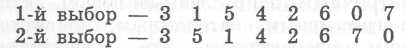 1-й выбор — 3 1 5 4 2 6 0 7
2-й выбор — 3 5 1 4 2 6 7 0